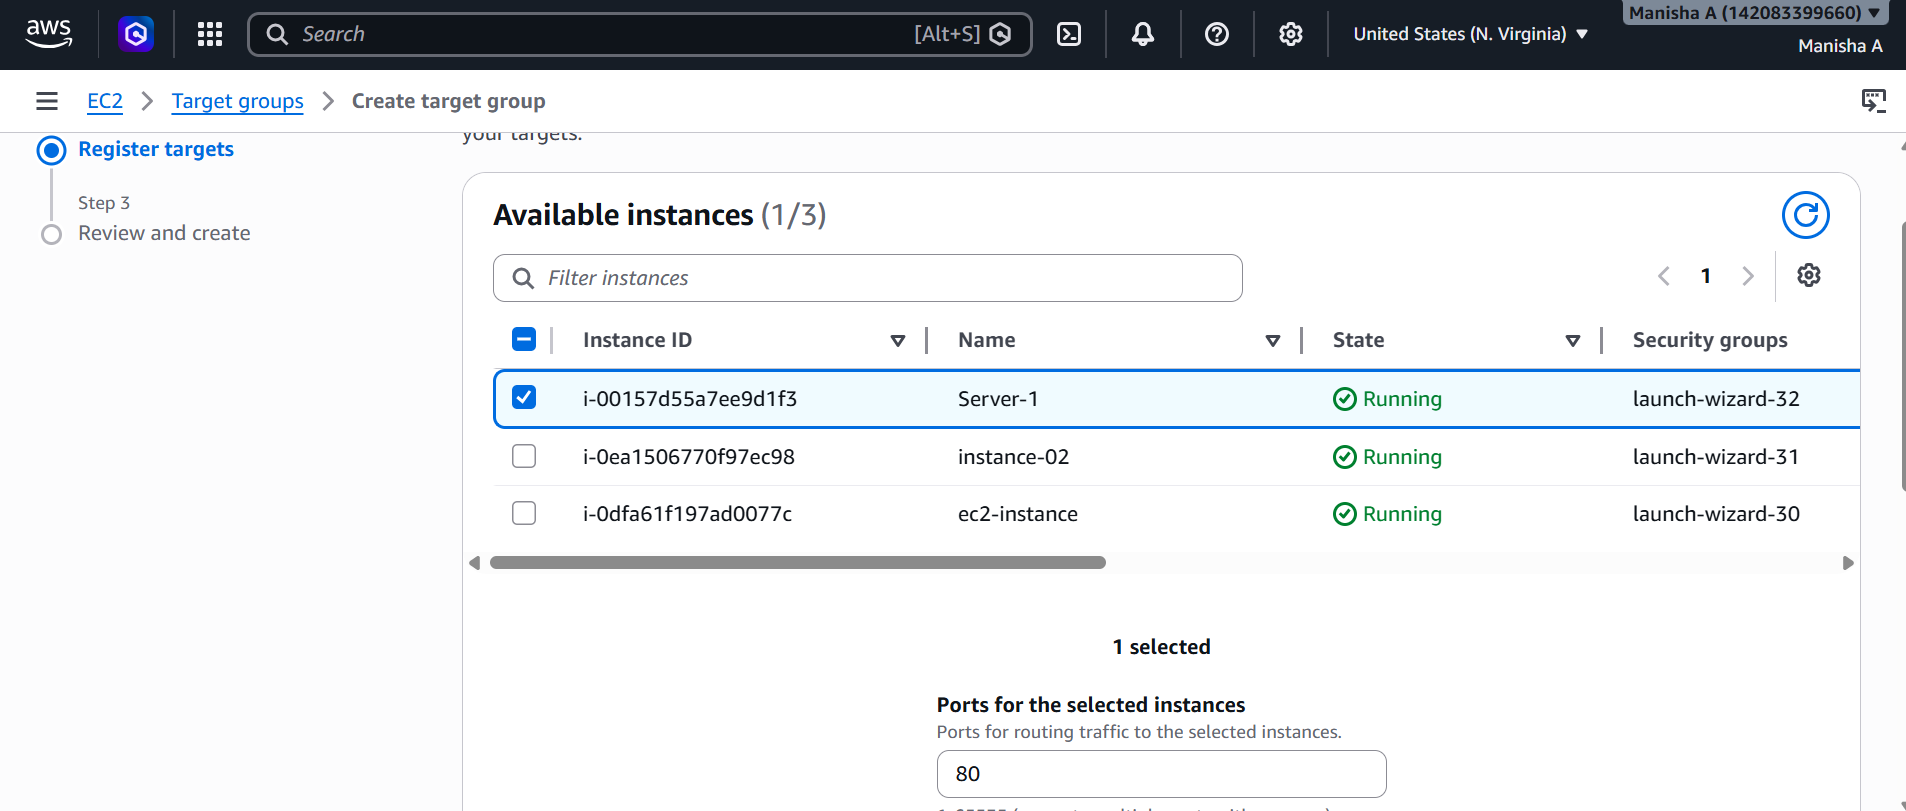 aws
Search
[Alt+S]
United States (N. Virginia)
Manisha A (142083399660)
Manisha A
EC2
Target groups
Create target group
your targets.
Register targets
Step 3
Review and create
Available instances (1/3)
Filter instances
1
Instance ID Name State Security groups
i-00157d55a7ee9d1f3 Server-1 Running launch-wizard-32
i-0ea1506770f97ec98 instance-02 Running launch-wizard-31
i-0dfa61f197ad0077c ec2-instance Running launch-wizard-30
1 selected
Ports for the selected instances
Ports for routing traffic to the selected instances.
80